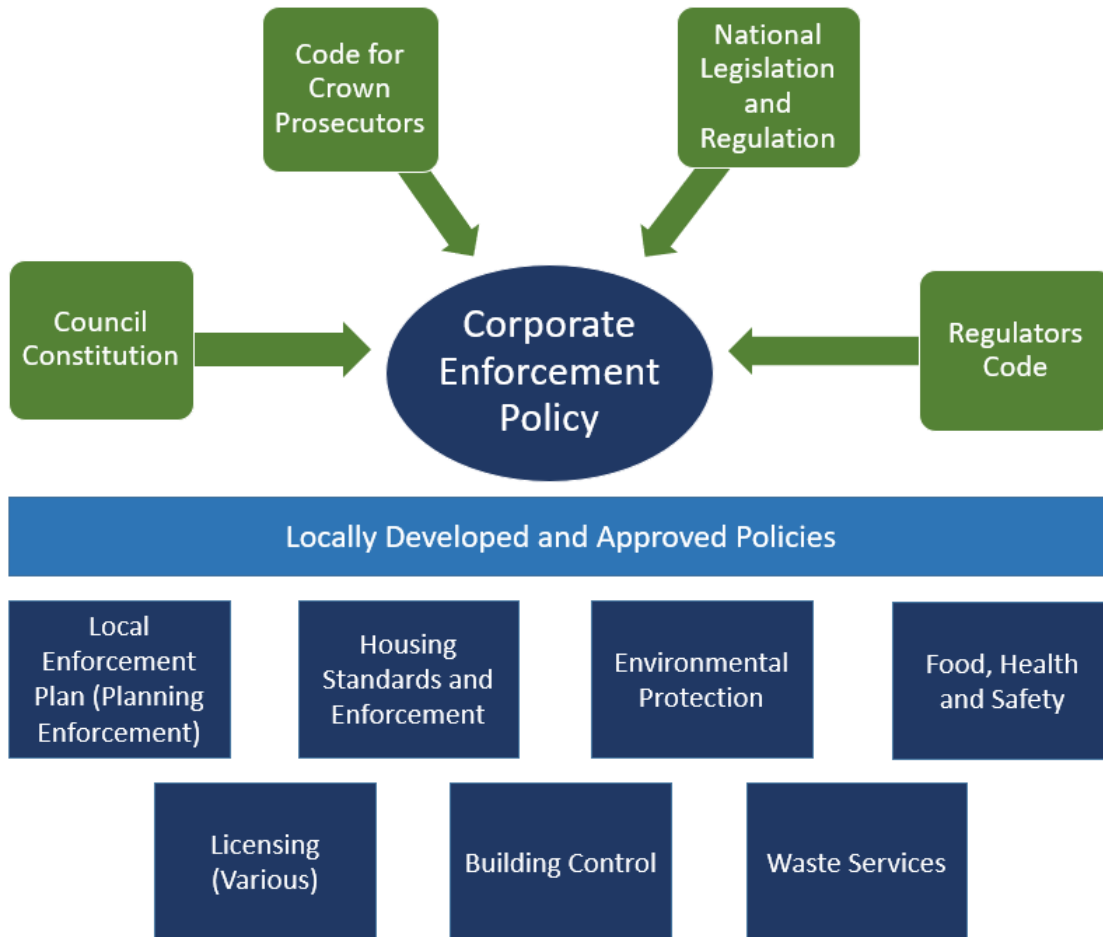 Code for
Crown
Prosecutors
National
Legislation
and
Regulation
Council
Constitution
Corporate
Enforcement
Policy
Regulators
Code
Locally Developed and Approved Policies
Local
Enforcement
Plan (Planning
Enforcement)
Housing
Standards and
Enforcement
Environmental
Protection
Food, Health
and Safety
Licensing
(Various)
Building Control
Waste Services